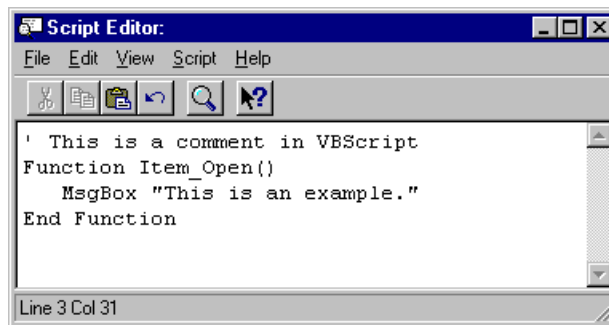 Script Editor:
File Edit View Script Help
' This is a comment in VBScript
Function Item_Open()
   MsgBox "This is an example."
End Function
Line 3 Col 31